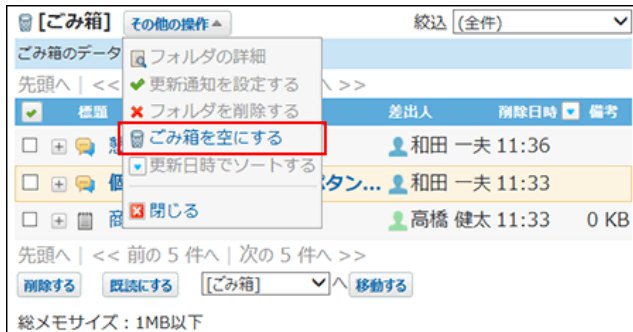 [ごみ箱] その他の操作 絞込 (全件)
ごみ箱のデータ
フォルダの詳細
先頭へ | << へ >>
更新通知を設定する
標題 差出人 削除日時 備考
フォルダを削除する
ごみ箱を空にする 和田 一夫 11:36
更新日時でソートする
個 タン... 和田 一夫 11:33
閉じる
商 高橋 健太 11:33 0 KB
先頭へ | << 前の 5 件へ | 次の 5 件へ >>
削除する 既読にする [ごみ箱] へ 移動する
総メモサイズ:1MB以下